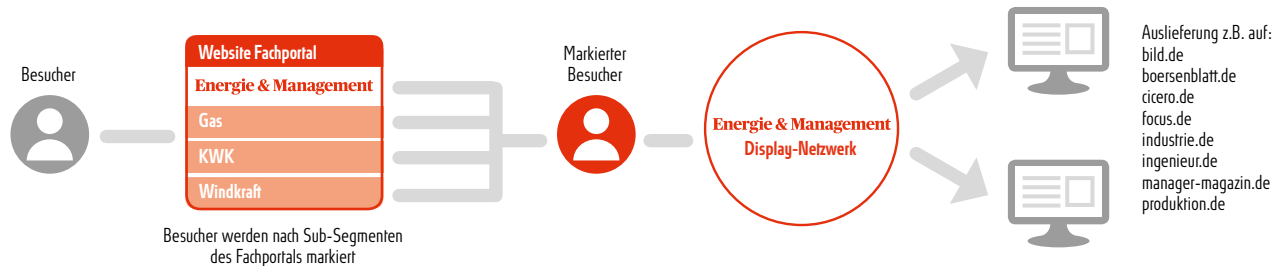 Besucher
Website Fachportal
Energie & Management
Gas
KWK
Windkraft
Besucher werden nach Sub-Segmenten
des Fachportals markiert
Markierter
Besucher
Energie & Management
Display-Netzwerk
Auslieferung z.B. auf:
bild.de
boersenblatt.de
cicero.de
focus.de
industrie.de
ingenieur.de
manager-magazin.de
produktion.de